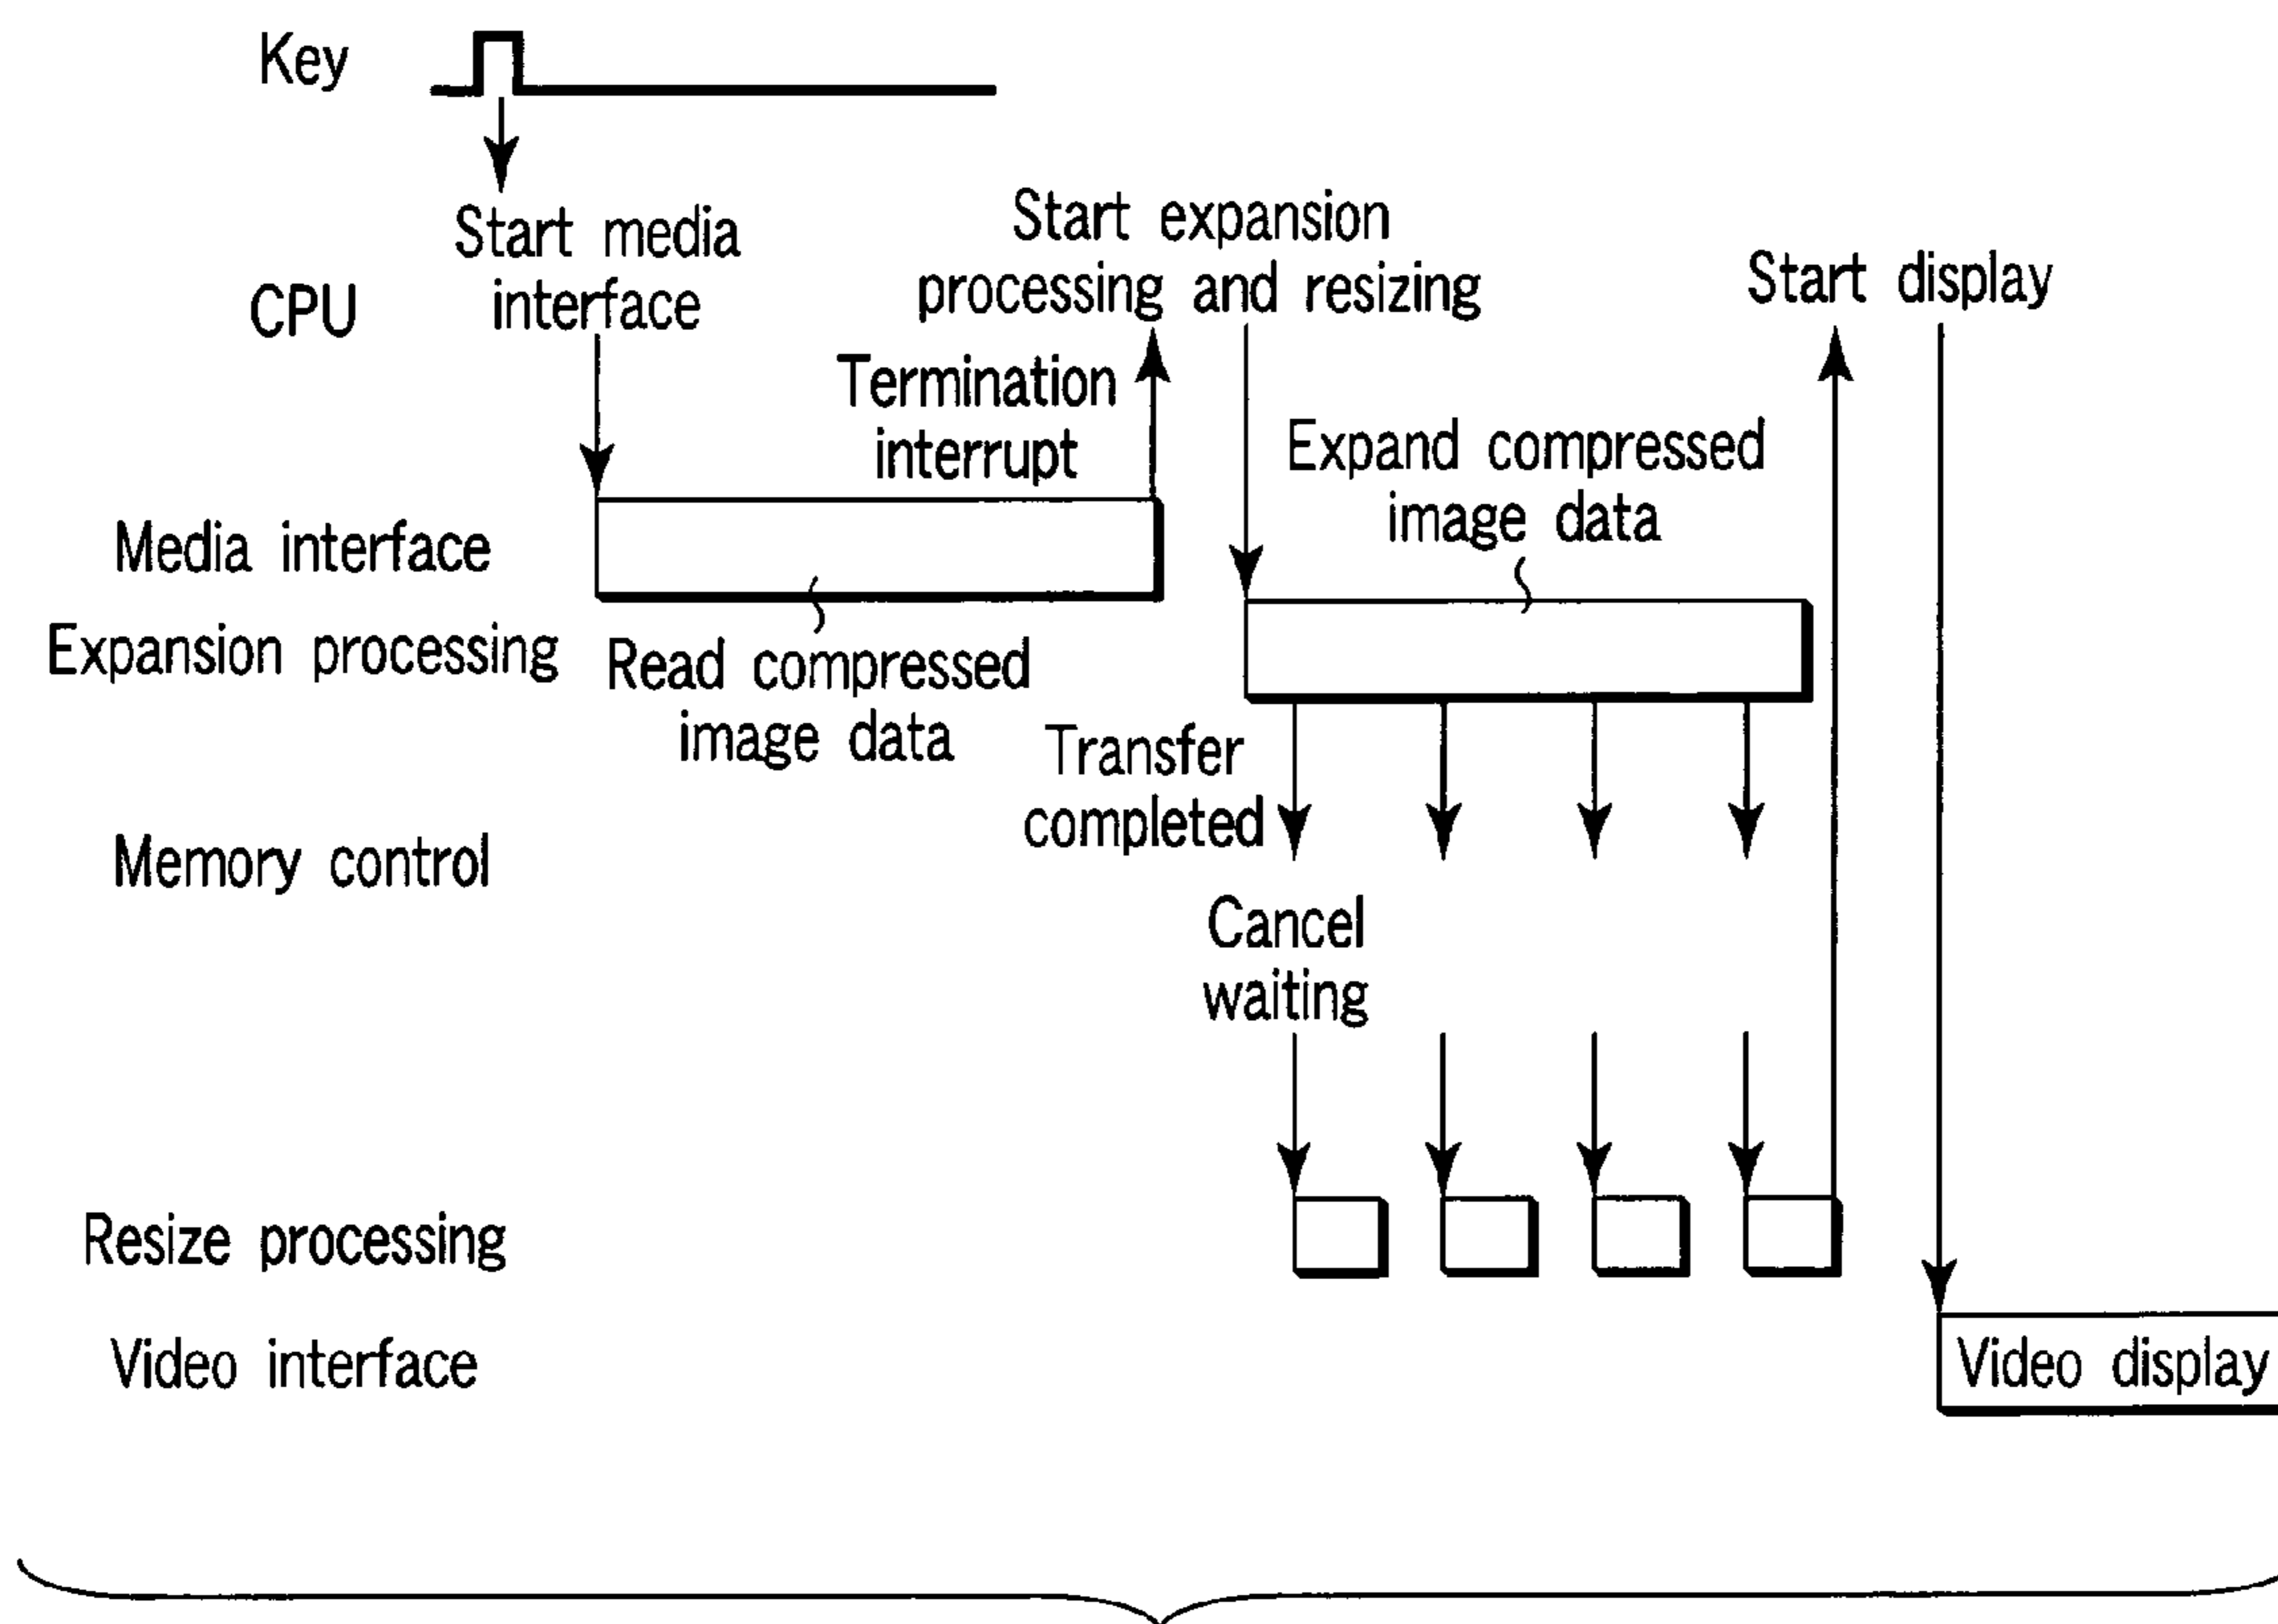 Key
Start media
interface
Start expansion
processing and resizing
Start display
CPU
Termination
interrupt
Expand compressed
image data
Media interface
Expansion processing
Read compressed
image data
Transfer
completed
Memory control
Cancel
waiting
Resize processing
Video interface
Video display